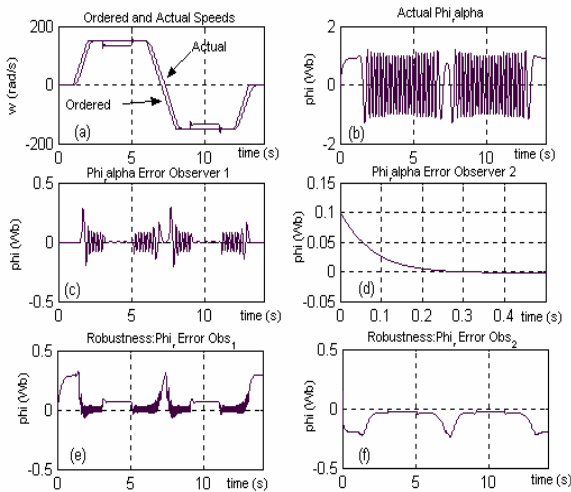 Ordered and Actual Speeds
200
0
-200
w (rad/s)
Actual
Ordered
(a)
0 5 10
time (s)
Actual Phi,alpha
2
0
-2
phi (Wb)
(b)
0 5 10
time (s)
Phi,alpha Error Observer 1
0.5
0
-0.5
phi (Wb)
(c)
0 5 10
time (s)
Phi,alpha Error Observer 2
0.15
0.1
0.05
0
-0.05
phi (Wb)
(d)
0 0.1 0.2 0.3 0.4
time (s)
Robustness:Phi, Error Obs1
0.5
0
-0.5
phi (Wb)
(e)
0 5 10
time (s)
Robustness:Phi, Error Obs2
0.5
0
-0.5
phi (Wb)
(f)
0 5 10
time (s)